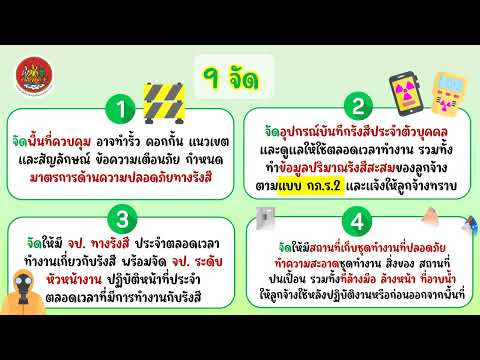 9 จัด
1
จัดพื้นที่ควบคุม อาจทำรั้ว คอกกั้น แนวเขต
และสัญลักษณ์ ข้อความเตือนภัย กำหนด
มาตรการด้านความปลอดภัยทางรังสี
2
จัดอุปกรณ์บันทึกรังสีประจำตัวบุคคล
และดูแลให้ใช้ตลอดเวลาทำงาน รวมทั้ง
ทำข้อมูลปริมาณรังสีสะสมของลูกจ้าง
ตามแบบ กภ.ร.2 และแจ้งให้ลูกจ้างทราบ
3
จัดให้มี จป. ทางรังสี ประจำตลอดเวลา
ทำงานเกี่ยวกับรังสี พร้อมจัด จป. ระดับ
หัวหน้างาน ปฏิบัติหน้าที่ประจำ
ตลอดเวลาที่มีการทำงานกับรังสี
4
จัดให้มีสถานที่เก็บชุดทำงานที่ปลอดภัย
ทำความสะอาดชุดทำงาน สิ่งของ สถานที่
ปนเปื้อน รวมทั้งที่ล้างมือ ล้างหน้า ที่อาบน้ำ
ให้ลูกจ้างใช้หลังปฏิบัติงานหรือก่อนออกจากพื้นที่